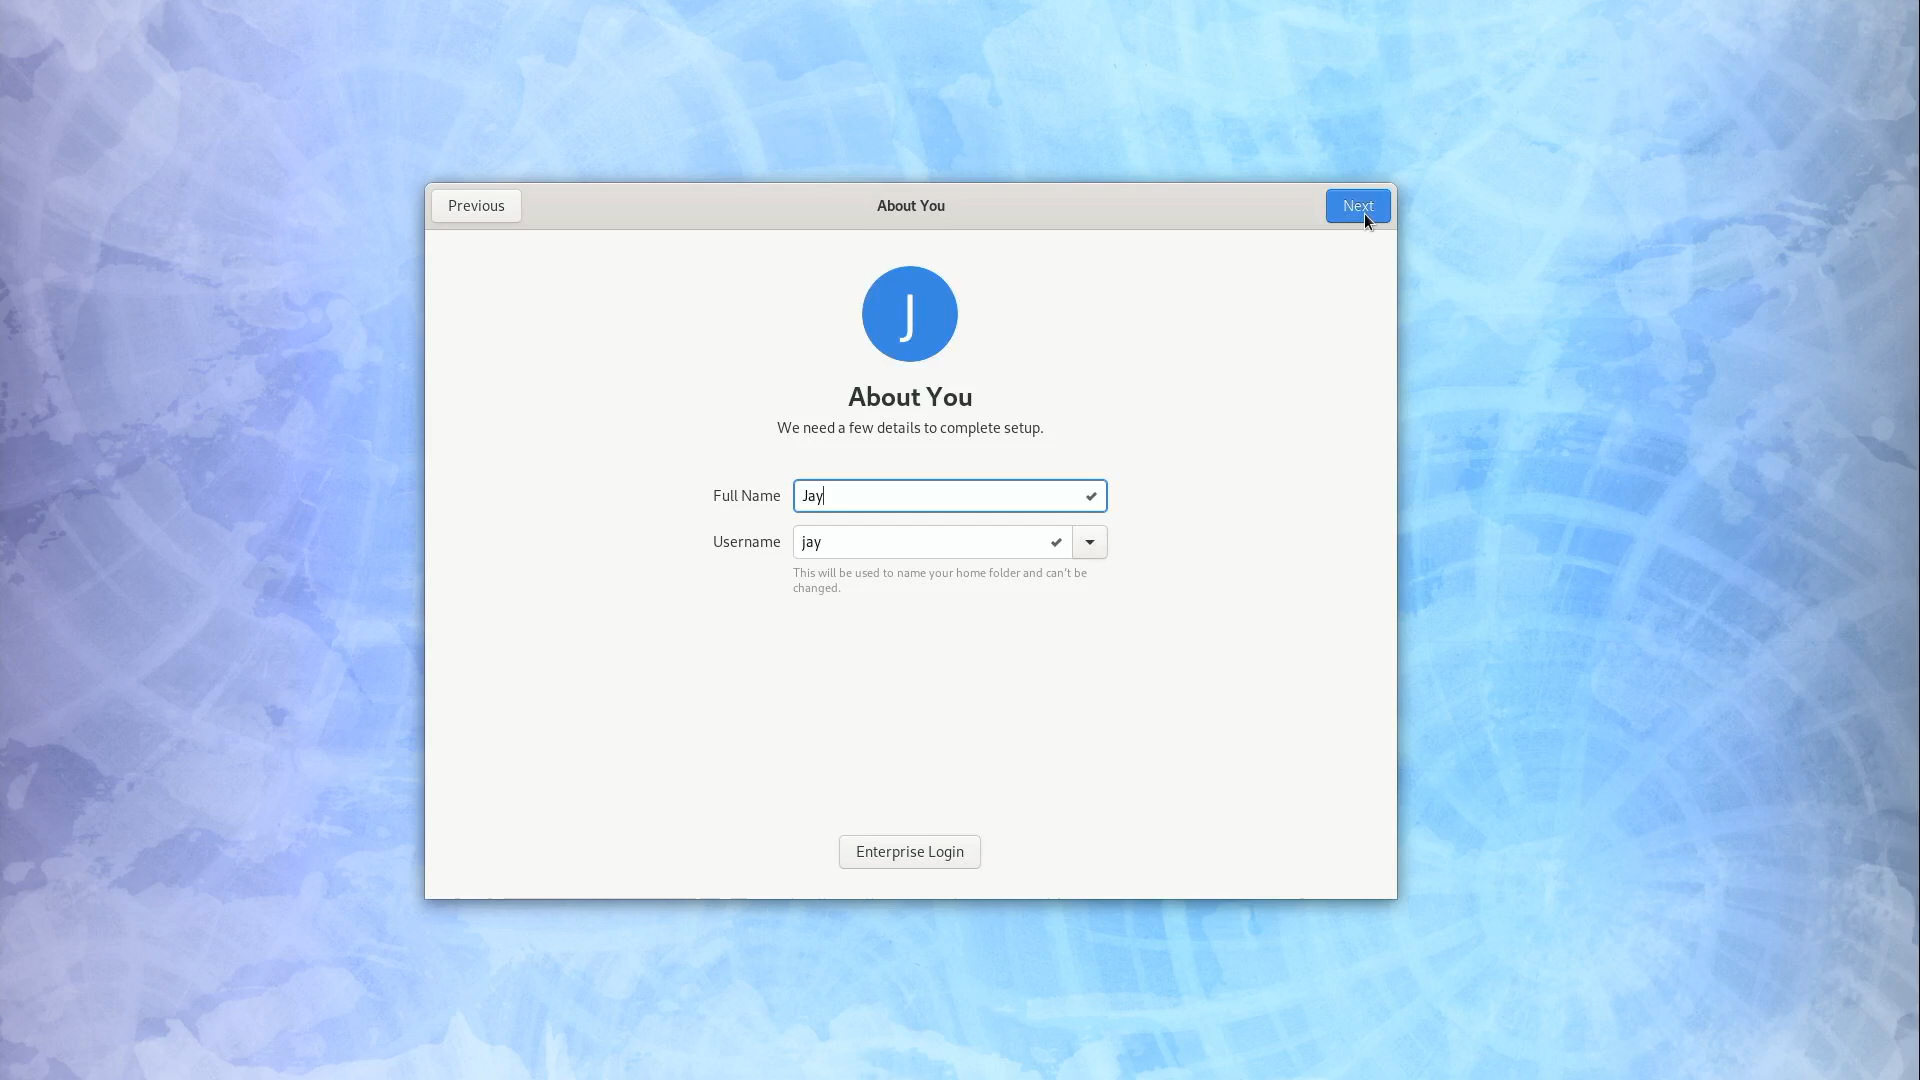 Previous
About You
Next
J
About You
We need a few details to complete setup.
Full Name
Jay
Username
jay
This will be used to name your home folder and can't be
changed.
Enterprise Login